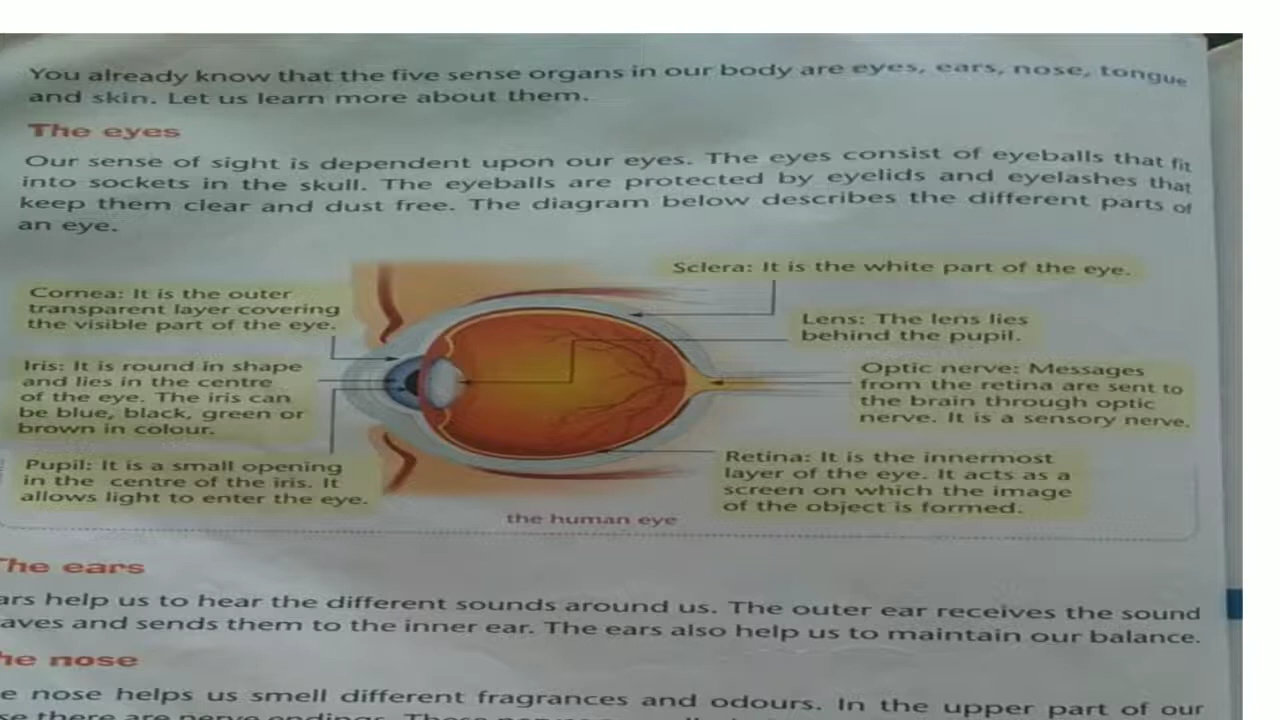 You already know that the five sense organs in our body are eyes, ears, nose, tongue
and skin. Let us learn more about them.
The eyes
Our sense of sight is dependent upon our eyes. The eyes consist of eyeballs that fit
into sockets in the skull. The eyeballs are protected by eyelids and eyelashes that
keep them clear and dust free. The diagram below describes the different parts of
an eye.
Sclera: It is the white part of the eye.
Cornea: It is the outer
transparent layer covering
the visible part of the eye.
Lens: The lens lies
behind the pupil.
Iris: It is round in shape
and lies in the centre
of the eye. The iris can
be blue, black, green or
brown in colour.
Optic nerve: Messages
from the retina are sent to
the brain through optic
nerve. It is a sensory nerve.
Pupil: It is a small opening
in the centre of the iris. It
allows light to enter the eye.
Retina: It is the innermost
layer of the eye. It acts as a
screen on which the image
of the object is formed.
the human eye
The ears
ars help us to hear the different sounds around us. The outer ear receives the sound
aves and sends them to the inner ear. The ears also help us to maintain our balance.
he nose
e nose helps us smell different fragrances and odours. In the upper part of our
se there are nerve endings. These